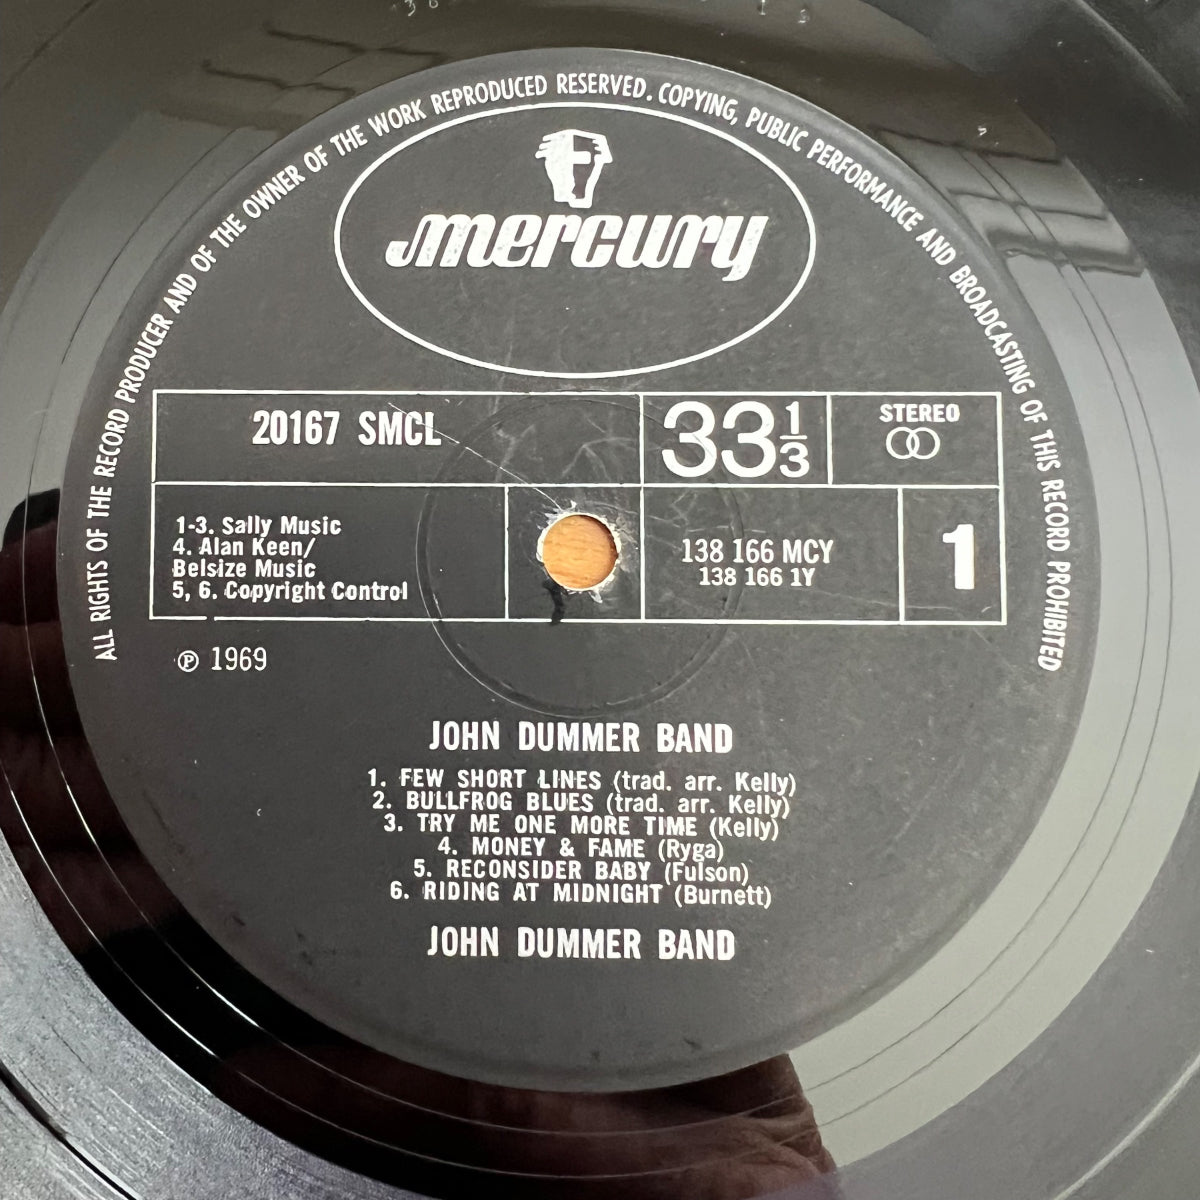 ALL RIGHTS OF THE RECORD PRODUCER AND OF THE OWNER OF THE WORK REPRODUCED RESERVED. COPYING, PUBLIC PERFORMANCE AND BROADCASTING OF THIS RECORD PROHIBITED
mercury
20167 SMCL
33 1/3
STEREO
1-3. Sally Music
4. Alan Keen/
Belsize Music
5, 6. Copyright Control
138 166 MCY
138 166 1Y
1
℗ 1969
JOHN DUMMER BAND
1. FEW SHORT LINES (trad. arr. Kelly)
2. BULLFROG BLUES (trad. arr. Kelly)
3. TRY ME ONE MORE TIME (Kelly)
4. MONEY & FAME (Ryga)
5. RECONSIDER BABY (Fulson)
6. RIDING AT MIDNIGHT (Burnett)
JOHN DUMMER BAND